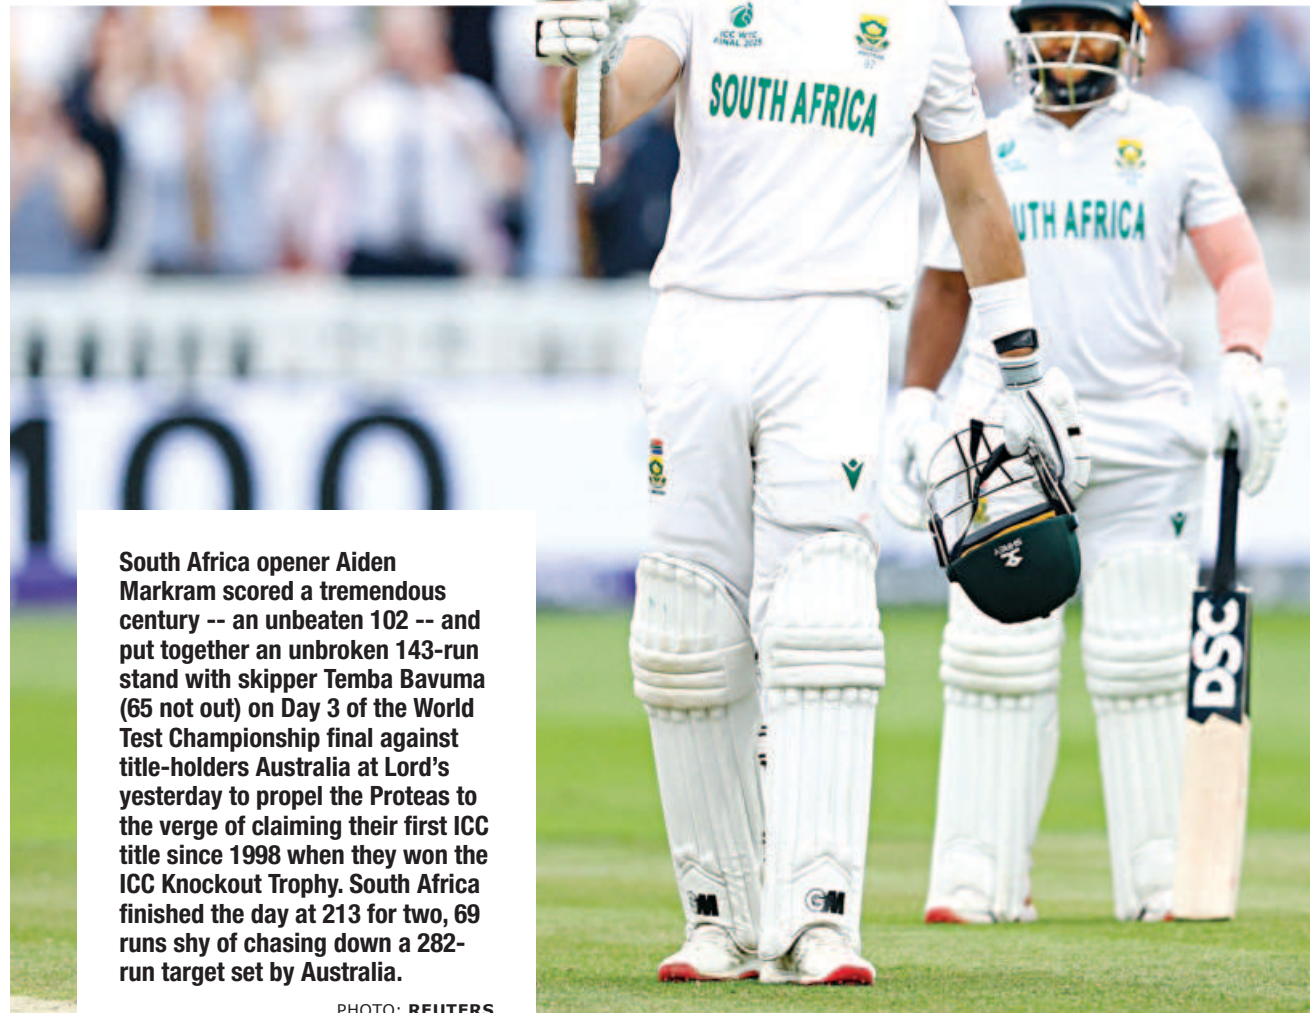 ICC WTC
FINAL 2025
SOUTH AFRICA
UTH AFRICA
100
South Africa opener Aiden
Markram scored a tremendous
century -- an unbeaten 102 -- and
put together an unbroken 143-run
stand with skipper Temba Bavuma
(65 not out) on Day 3 of the World
Test Championship final against
title-holders Australia at Lord’s
yesterday to propel the Proteas to
the verge of claiming their first ICC
title since 1998 when they won the
ICC Knockout Trophy. South Africa
finished the day at 213 for two, 69
runs shy of chasing down a 282-
run target set by Australia.
PHOTO: REUTERS
DSC
GM
GM